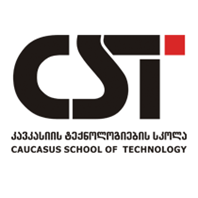 CST
კავკასიის ტექნოლოგიების სკოლა
CAUCASUS SCHOOL OF TECHNOLOGY